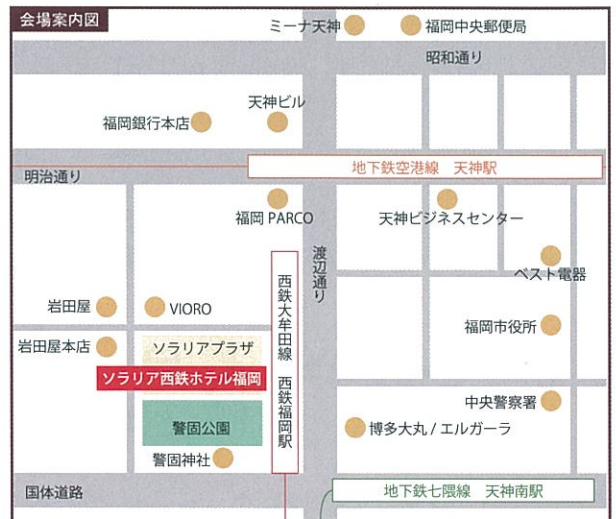 会場案内図
ミーナ天神
福岡中央郵便局
昭和通り
天神ビル
福岡銀行本店
地下鉄空港線 天神駅
明治通り
福岡 PARCO
天神ビジネスセンター
渡辺通り
西鉄大牟田線 西鉄福岡駅
ベスト電器
岩田屋
VIORO
福岡市役所
岩田屋本店
ソラリアプラザ
ソラリア西鉄ホテル福岡
中央警察署
警固公園
博多大丸 / エルガーラ
警固神社
国体道路
地下鉄七隈線 天神南駅